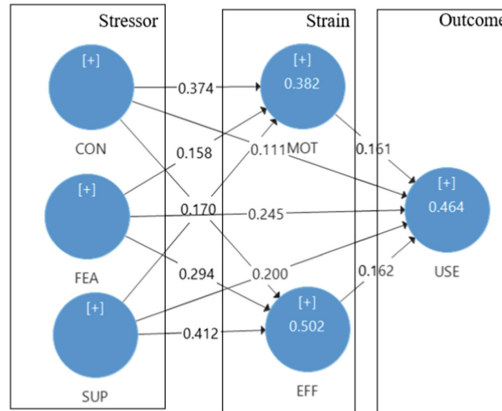 Stressor
Strain
Outcome
[+]
CON
[+]
FEA
[+]
SUP
0.374
0.158
0.111
0.170
0.245
0.294
0.200
0.412
[+]
0.382
MOT
[+]
0.502
EFF
0.161
0.162
[+]
0.464
USE